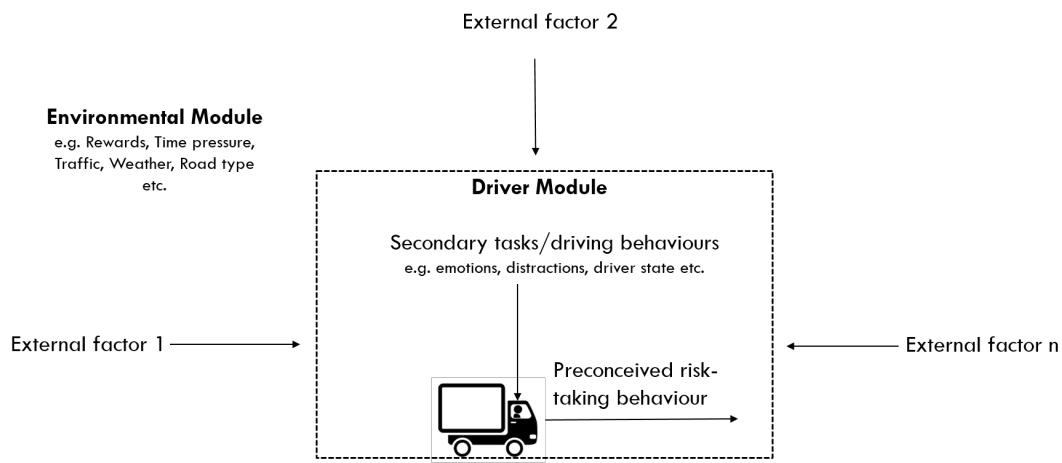 External factor 2
Environmental Module
e.g. Rewards, Time pressure,
Traffic, Weather, Road type
etc.
Driver Module
Secondary tasks/driving behaviours
e.g. emotions, distractions, driver state etc.
External factor 1
External factor n
Preconceived risk-
taking behaviour